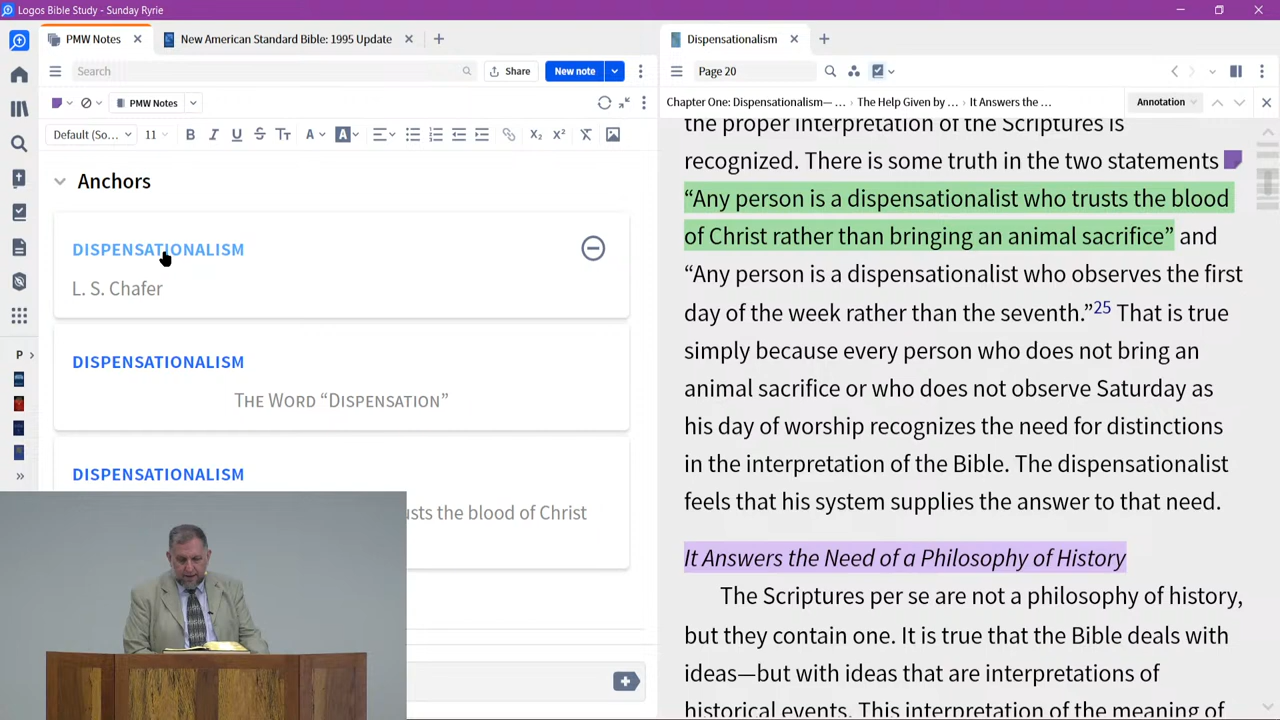 Logos Bible Study - Sunday Ryrie
PMW Notes
New American Standard Bible: 1995 Update
Search
Share
New note
PMW Notes
Default (So...
11
Anchors
DISPENSATIONALISM
L. S. Chafer
DISPENSATIONALISM
THE WORD “DISPENSATION”
DISPENSATIONALISM
usts the blood of Christ
P
Dispensationalism
Page 20
Chapter One: Dispensationalism— ... > The Help Given by ... > It Answers the ...
Annotation
the proper interpretation of the Scriptures is
recognized. There is some truth in the two statements
“Any person is a dispensationalist who trusts the blood
of Christ rather than bringing an animal sacrifice” and
“Any person is a dispensationalist who observes the first
day of the week rather than the seventh.”25 That is true
simply because every person who does not bring an
animal sacrifice or who does not observe Saturday as
his day of worship recognizes the need for distinctions
in the interpretation of the Bible. The dispensationalist
feels that his system supplies the answer to that need.
It Answers the Need of a Philosophy of History
The Scriptures per se are not a philosophy of history,
but they contain one. It is true that the Bible deals with
ideas—but with ideas that are interpretations of
historical events. This interpretation of the meaning of